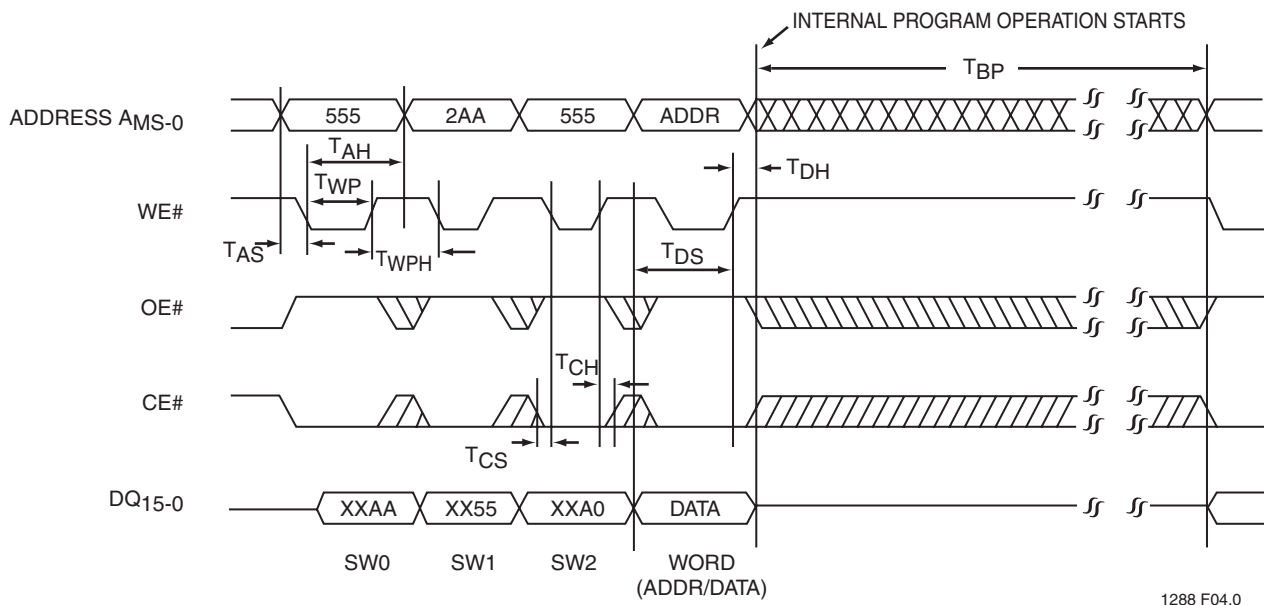 INTERNAL PROGRAM OPERATION STARTS
TBP
ADDRESS AMS-0
555
2AA
555
ADDR
TAH
TDH
TWP
WE#
TAS
TWPH
TDS
OE#
TCH
CE#
TCS
DQ15-0
XXAA
XX55
XXA0
DATA
SW0
SW1
SW2
WORD
(ADDR/DATA)
1288 F04.0